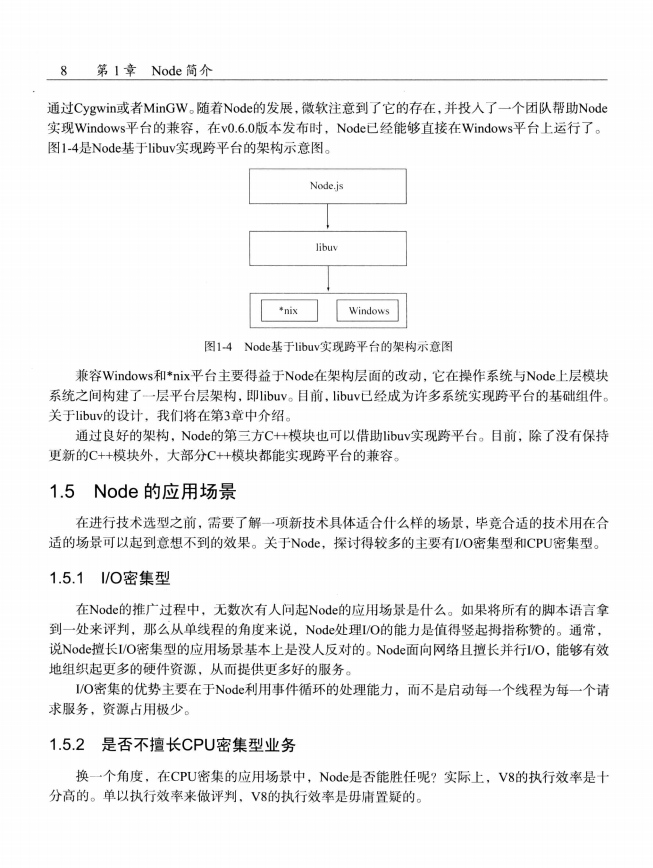 8 第 1 章 Node 简介
通过Cygwin或者MinGW。随着Node的发展,微软注意到了它的存在,并投入了一个团队帮助Node
实现Windows平台的兼容，在v0.6.0版本发布时，Node已经能够直接在Windows平台上运行了。
图1-4是Node基于libuv实现跨平台的架构示意图。
Node.js
libuv
*nix Windows
图1-4 Node基于libuv实现跨平台的架构示意图
兼容Windows和*nix平台主要得益于Node在架构层面的改动，它在操作系统与Node上层模块
系统之间构建了一层平台层架构，即libuv。目前，libuv已经成为许多系统实现跨平台的基础组件。
关于libuv的设计，我们将在第3章中介绍。
通过良好的架构，Node的第三方C++模块也可以借助libuv实现跨平台。目前，除了没有保持
更新的C++模块外，大部分C++模块都能实现跨平台的兼容。
1.5 Node 的应用场景
在进行技术选型之前，需要了解一项新技术具体适合什么样的场景，毕竟合适的技术用在合
适的场景可以起到意想不到的效果。关于Node，探讨得较多的主要有I/O密集型和CPU密集型。
1.5.1 I/O密集型
在Node的推广过程中，无数次有人问起Node的应用场景是什么。如果将所有的脚本语言拿
到一处来评判，那么从单线程的角度来说，Node处理I/O的能力是值得竖起拇指称赞的。通常，
说Node擅长I/O密集型的应用场景基本上是没人反对的。Node面向网络且擅长并行I/O，能够有效
地组织起更多的硬件资源，从而提供更多好的服务。
I/O密集的优势主要在于Node利用事件循环的处理能力，而不是启动每一个线程为每一个请
求服务，资源占用极少。
1.5.2 是否不擅长CPU密集型业务
换一个角度，在CPU密集的应用场景中，Node是否能胜任呢？实际上，V8的执行效率是十
分高的。单以执行效率来做评判，V8的执行效率是毋庸置疑的。